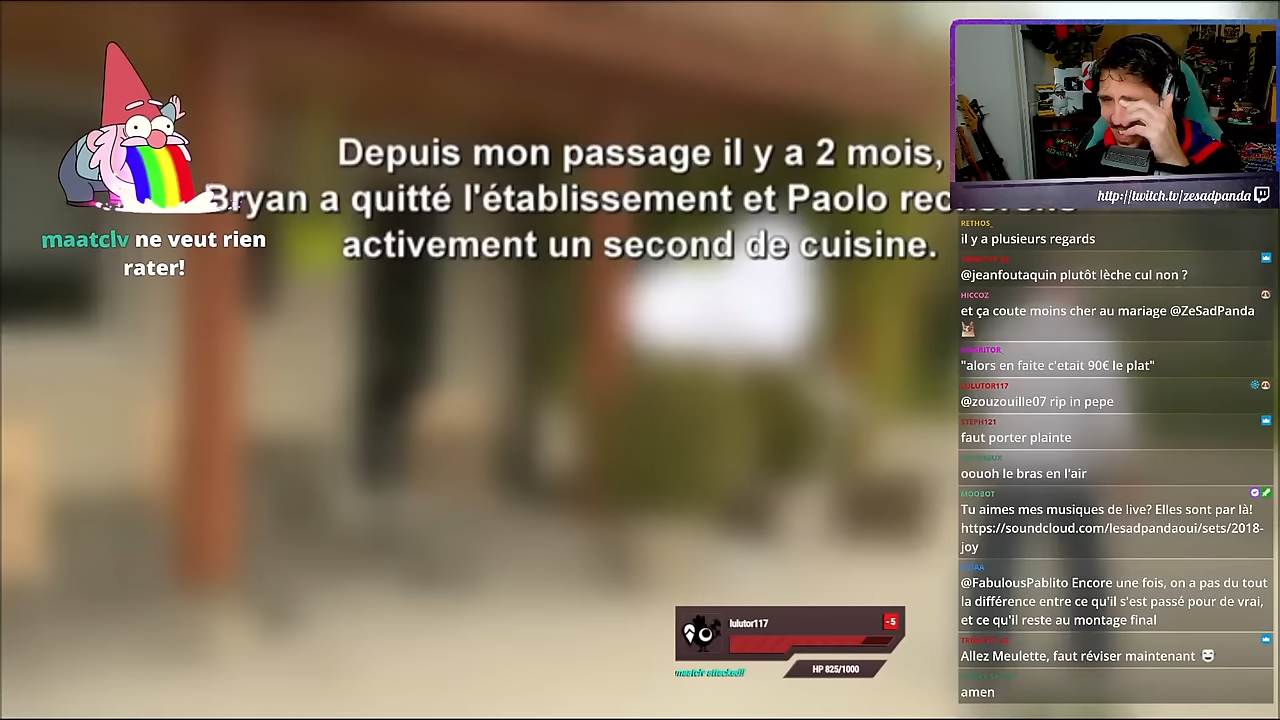 Depuis mon passage il y a 2 mois,
Bryan a quitté l'établissement et Paolo
activement un second de cuisine.
maatclv ne veut rien
rater!
http://twitch.tv/zesadpanda
RETHOS_
il y a plusieurs regards
@jeanfoutaquin plutôt lèche cul non ?
HICCOZ
et ça coute moins cher au mariage @ZeSadPanda
"alors en faite c'etait 90€ le plat"
LULUTOR117
@zouzouille07 rip in pepe
STEPH121
faut porter plainte
ouoh le bras en l'air
MOOBOT
Tu aimes mes musiques de live? Elles sont par là!
https://soundcloud.com/lesadpandaoui/sets/2018-
joy
@FabulousPablito Encore une fois, on a pas du tout
la différence entre ce qu'il s'est passé pour de vrai,
et ce qu'il reste au montage final
Allez Meulette, faut réviser maintenant
amen
lulutor117
-5
HP 825/1000
maatclv attacked!!